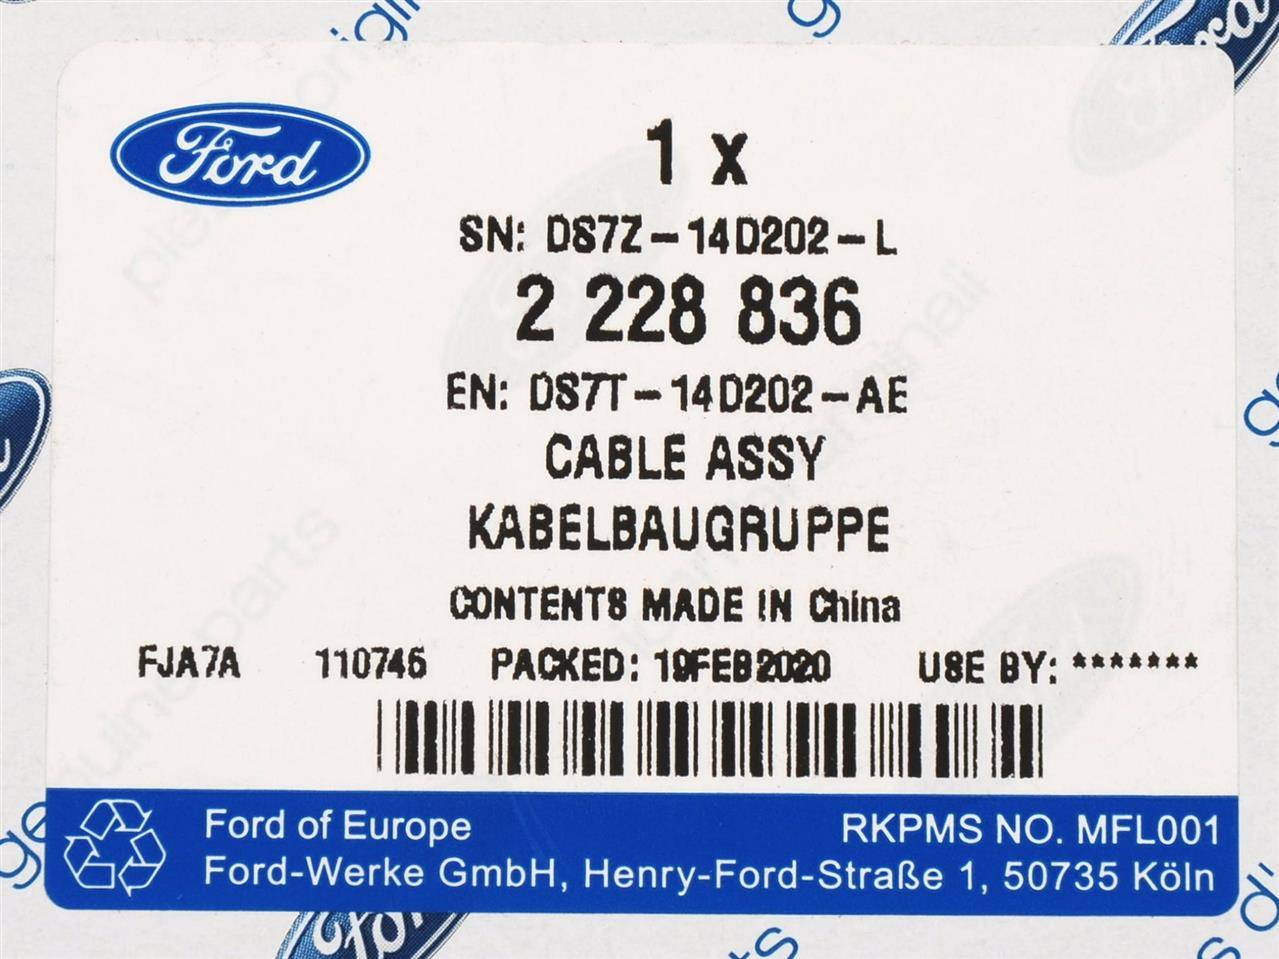 Ford
1 x
SN: DS7Z-14D202-L
2 228 836
EN: DS7T-14D202-AE
CABLE ASSY
KABELBAUGRUPPE
CONTENTS MADE IN China
FJA7A 110746 PACKED: 19FEB2020 USE BY: *******
Ford of Europe RKPMS NO. MFL001
Ford-Werke GmbH, Henry-Ford-Straße 1, 50735 Köln